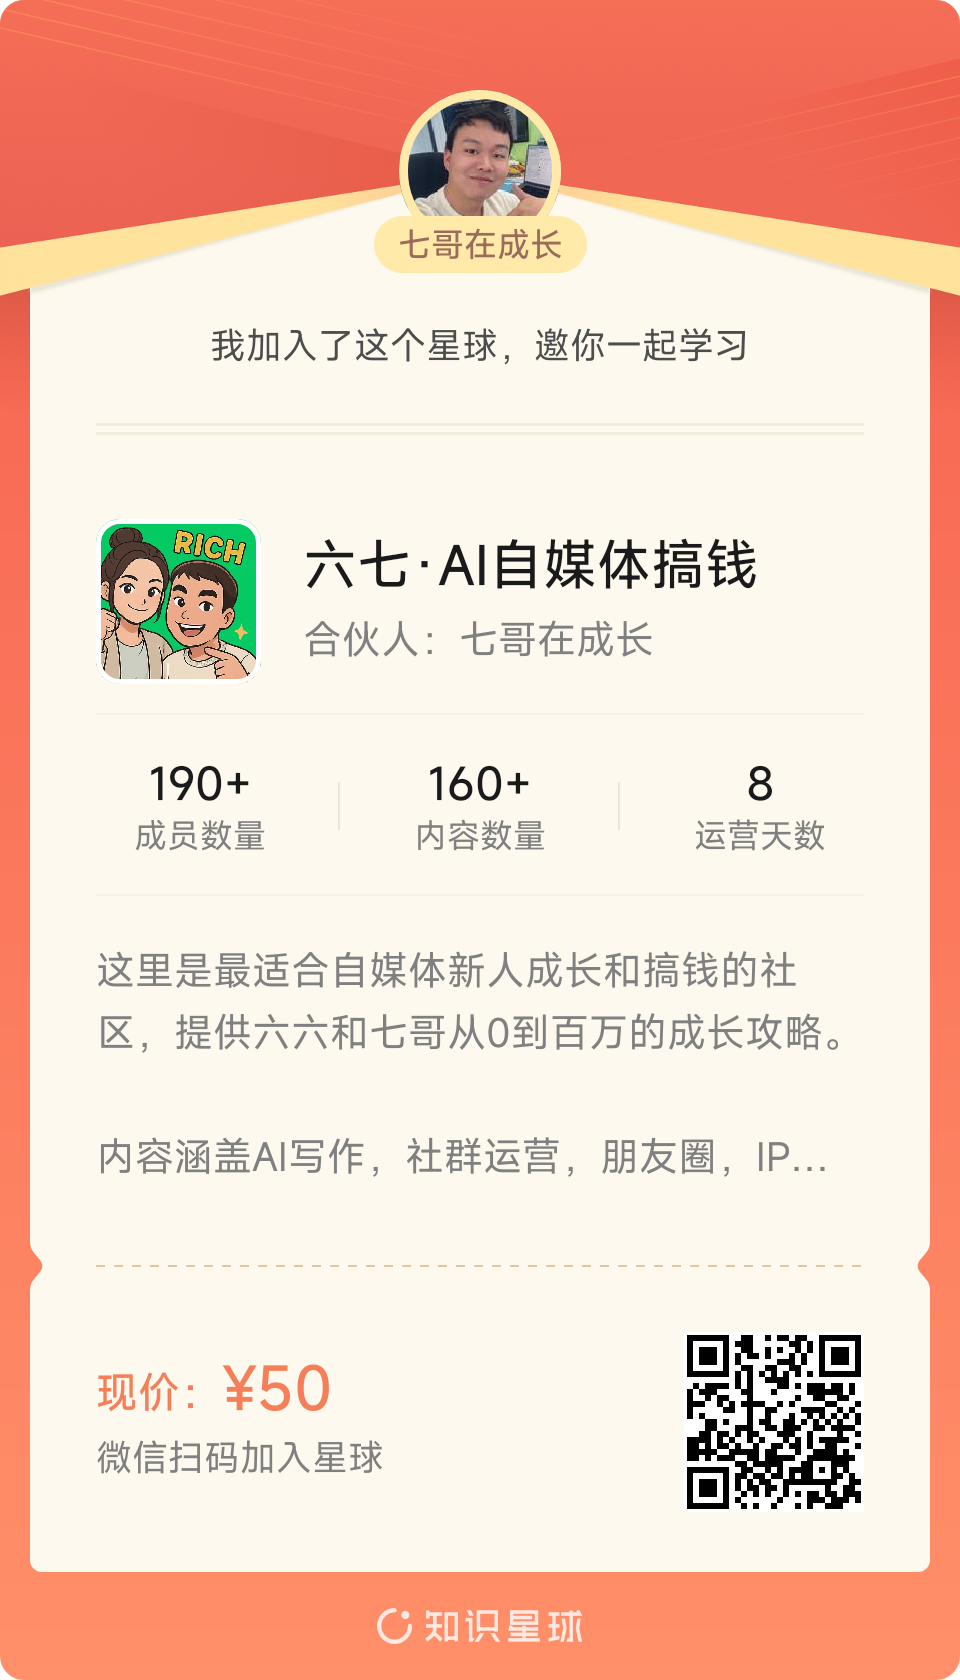 七哥在成长
我加入了这个星球，邀你一起学习
RICH
六七·AI自媒体搞钱
合伙人：七哥在成长
190+
成员数量
160+
内容数量
8
运营天数
这里是最适合自媒体新人成长和搞钱的社
区，提供六六和七哥从0到百万的成长攻略。
内容涵盖AI写作，社群运营，朋友圈，IP...
现价：¥50
微信扫码加入星球
知识星球